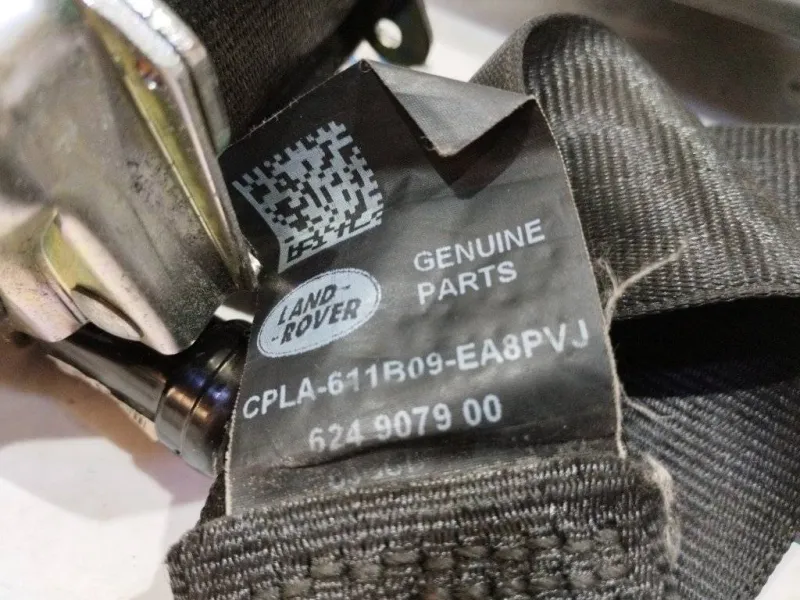 GENUINE
PARTS
LAND-
-ROVER
CPLA-611B09-EA8PVJ
624 9079 00